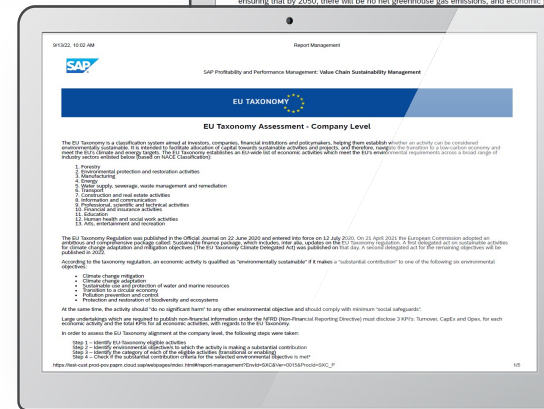 ensuring that by 2050, there will be no net greenhouse gas emissions, and economic
9/13/22, 10:02 AM
Report Management
SAP
SAP Profitability and Performance Management: Value Chain Sustainability Management
EU TAXONOMY
EU Taxonomy Assessment - Company Level
The EU Taxonomy is a classification system aimed at investors, companies, financial institutions and policymakers, helping them establish whether an activity can be considered
environmentally sustainable. It is intended to facilitate allocation of capital towards sustainable activities and projects, and therefore, navigate the transition to a low-carbon economy and
meet the EU's climate and energy targets. The EU Taxonomy establishes an EU-wide list of economic activities which meet the EU's environmental requirements across a broad range of
industry sectors enlisted below (based on NACE Classification):
1. Forestry
2. Environmental protection and restoration activities
3. Manufacturing
4. Energy
5. Water supply, sewerage, waste management and remediation
6. Transport
7. Construction and real estate activities
8. Information and communication
9. Professional, scientific and technical activities
10. Financial and insurance activities
11. Education
12. Human health and social work activities
13. Arts, entertainment and recreation
The EU Taxonomy Regulation was published in the Official Journal on 22 June 2020 and entered into force on 12 July 2020. On 21 April 2021 the European Commission adopted an
ambitious and comprehensive package called: Sustainable finance package, which includes, inter alia, updates on the EU Taxonomy regulation. A first delegated act on sustainable activities
for climate change adaptation and mitigation objectives (The EU Taxonomy Climate Delegated Act) was published on that day. A second delegated act for the remaining objectives will be
published in 2022.
According to the taxonomy regulation, an economic activity is qualified as "environmentally sustainable" if it makes a "substantial contribution" to one of the following six environmental
objectives:
Climate change mitigation
Climate change adaptation
Sustainable use and protection of water and marine resources
Transition to a circular economy
Pollution prevention and control
Protection and restoration of biodiversity and ecosystems
At the same time, the activity should "do no significant harm" to any other environmental objective and should comply with minimum "social safeguards".
Large undertakings which are required to publish non-financial information under the NFRD (Non-Financial Reporting Directive) must disclose 3 KPI's: Turnover, CapEx and Opex, for each
economic activity and the total KPIs for all economic activities, with regards to the EU Taxonomy.
In order to assess the EU Taxonomy alignment at the company level, the following steps were taken:
Step 1 – Identify EU-Taxonomy eligible activities
Step 2 – Identify environmental objective/s to which the activity is making a substantial contribution
Step 3 – Identify the category of each of the eligible activities (transitional or enabling)
Step 4 – Check if the substantial contribution criteria for the selected environmental objective is met*
1/5